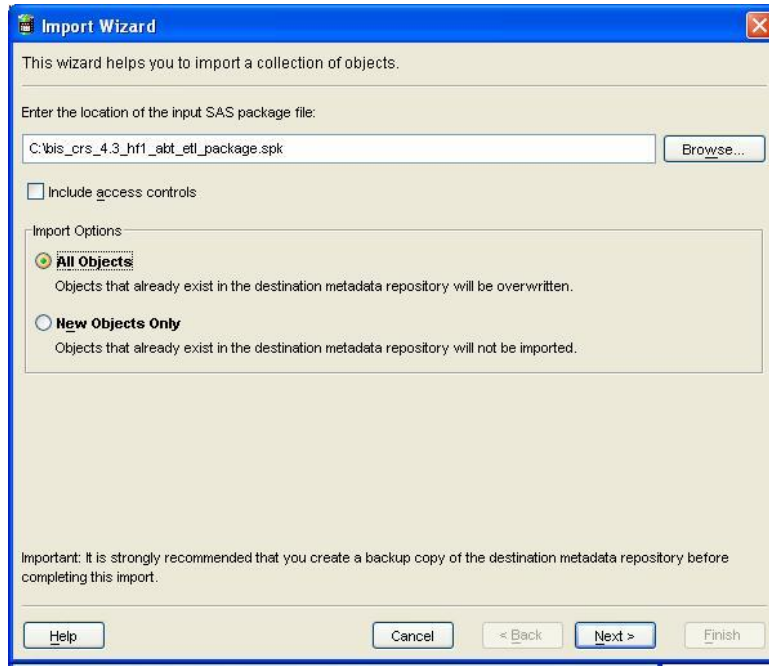 Import Wizard
This wizard helps you to import a collection of objects.
Enter the location of the input SAS package file:
C:\bis_crs_4.3_hf1_abt_etl_package.spk
Browse...
Include access controls
Import Options
All Objects
Objects that already exist in the destination metadata repository will be overwritten.
New Objects Only
Objects that already exist in the destination metadata repository will not be imported.
Important: It is strongly recommended that you create a backup copy of the destination metadata repository before
completing this import.
Help Cancel < Back Next > Finish